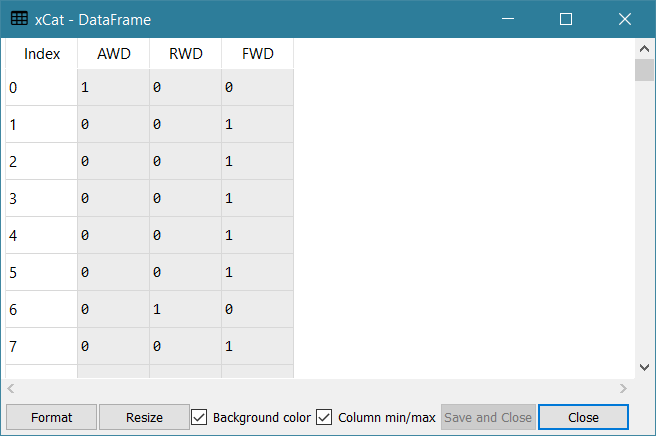 xCat - DataFrame
Index AWD RWD FWD
0 1 0 0
1 0 0 1
2 0 0 1
3 0 0 1
4 0 0 1
5 0 0 1
6 0 1 0
7 0 0 1
Format Resize Background color Column min/max Save and Close Close